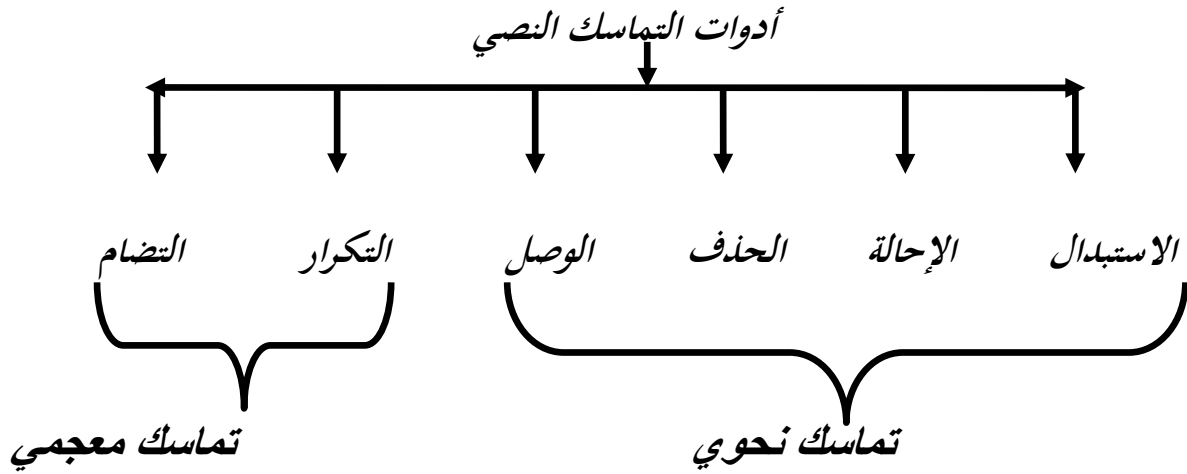 أدوات التماسك النصي
الاستبدال الإحالة الحذف الوصل التكرار التضام
تماسك نحوي تماسك معجمي